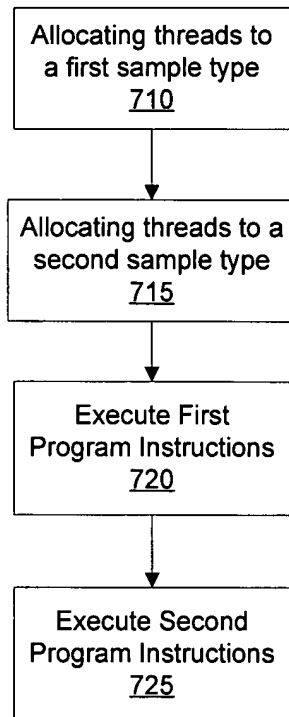 Allocating threads to
a first sample type
710
Allocating threads to a
second sample type
715
Execute First
Program Instructions
720
Execute Second
Program Instructions
725